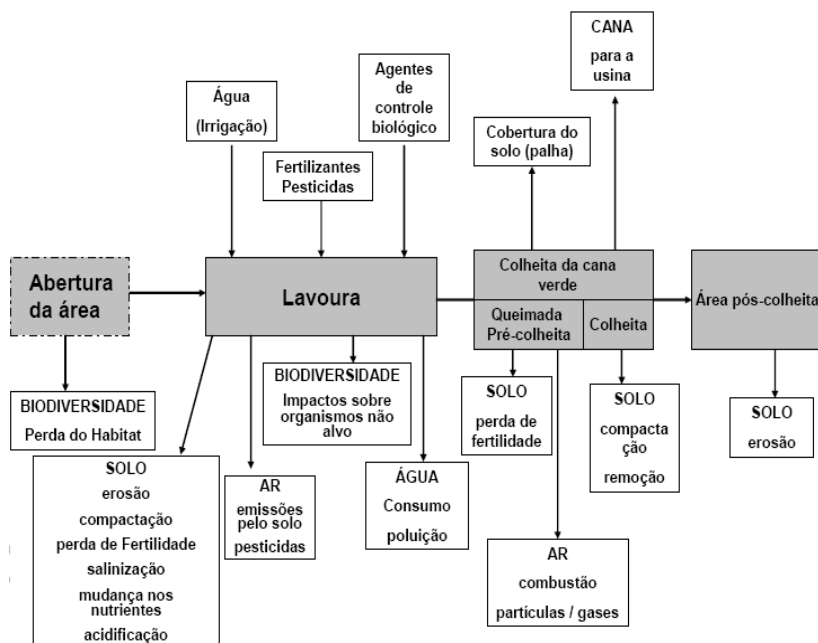 CANA
para a
usina
Água
(Irrigação)
Agentes
de
controle
biológico
Cobertura do
solo (palha)
Fertilizantes
Pesticidas
Abertura
da área
Lavoura
Colheita da cana
verde
Queimada
Pré-colheita
Colheita
Área pós-colheita
BIODIVERSIDADE
Perda do Habitat
BIODIVERSIDADE
Impactos sobre
organismos não
alvo
SOLO
perda de
fertilidade
SOLO
compacta
ção
remoção
SOLO
erosão
SOLO
erosão
compactação
perda de Fertilidade
salinização
mudança nos
nutrientes
acidificação
AR
emissões
pelo solo
pesticidas
ÁGUA
Consumo
poluição
AR
combustão
partículas / gases